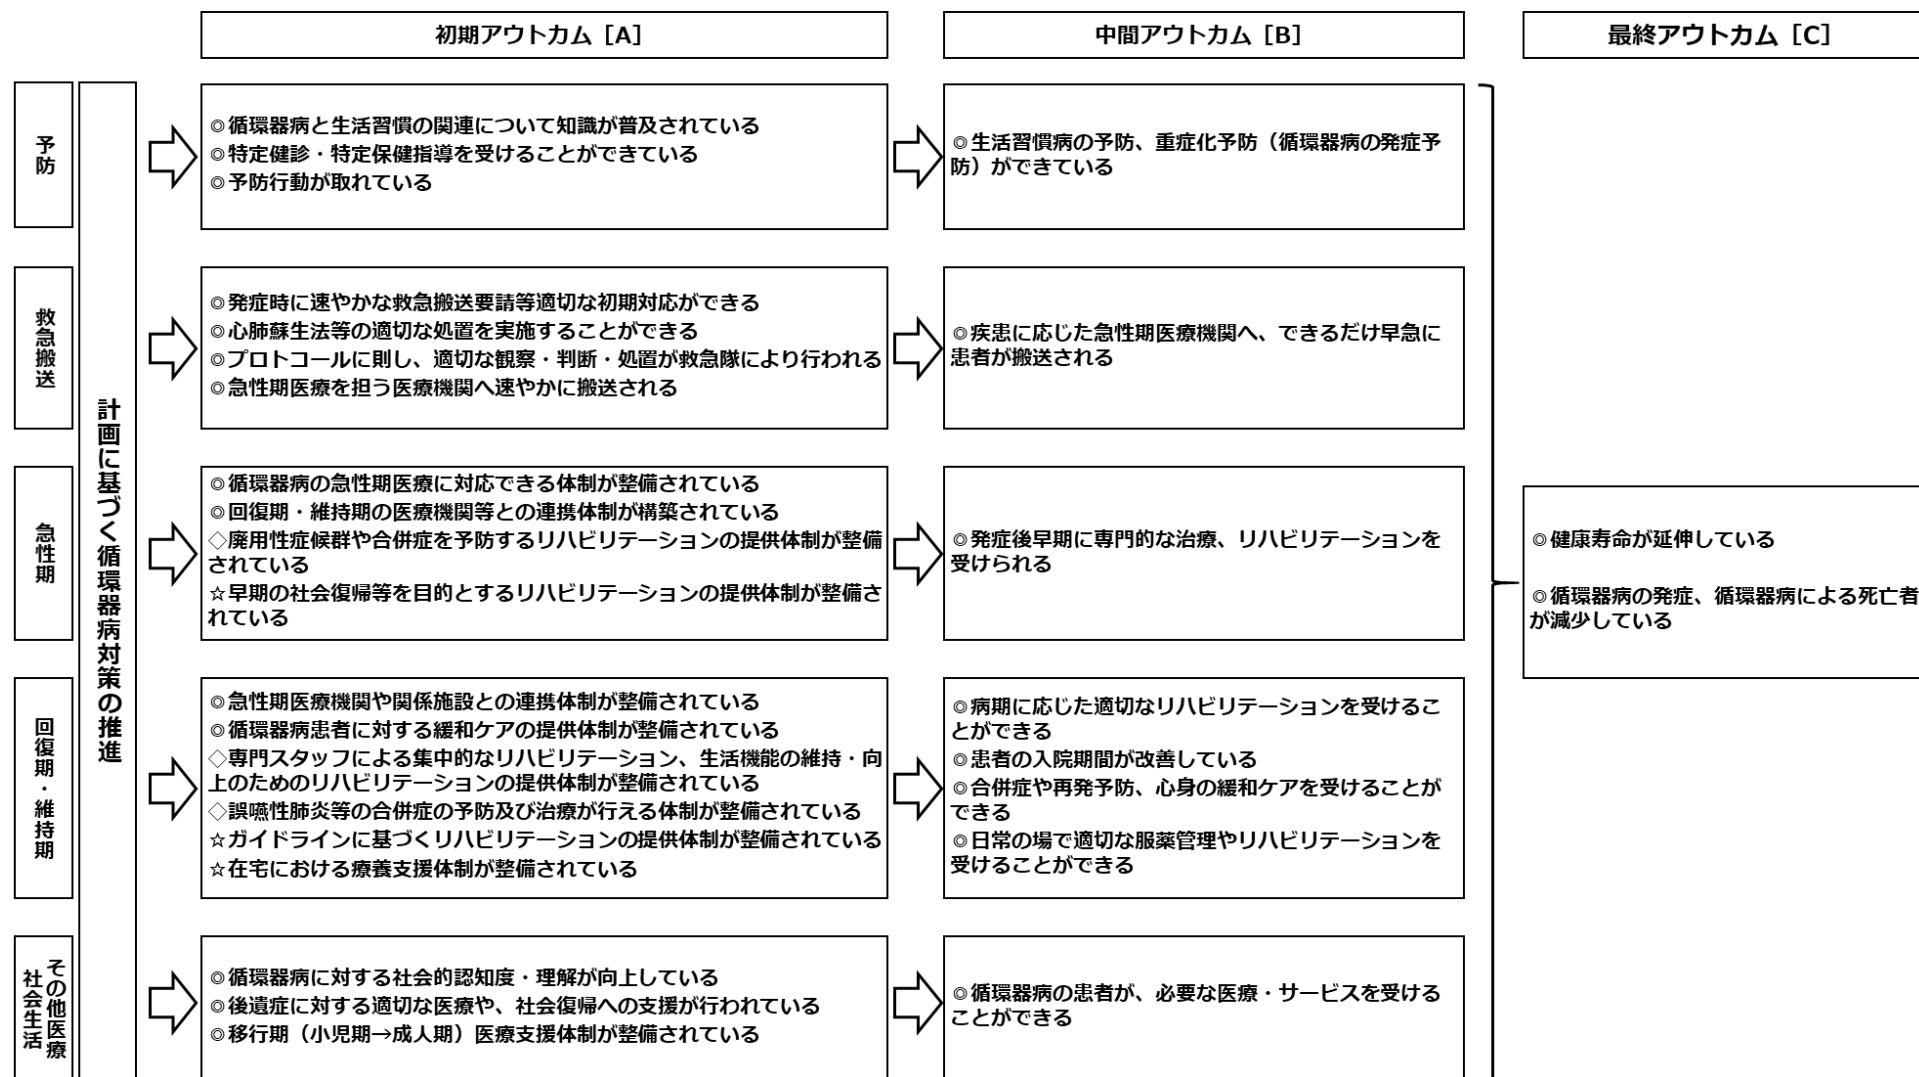 初期アウトカム［A］
中間アウトカム［B］
最終アウトカム［C］
計画に基づく循環器病対策の推進
予防
◎循環器病と生活習慣の関連について知識が普及されている
◎特定健診・特定保健指導を受けることができている
◎予防行動が取れている
◎生活習慣病の予防、重症化予防（循環器病の発症予
防）ができている
救急搬送
◎発症時に速やかな救急搬送要請等適切な初期対応ができる
◎心肺蘇生法等の適切な処置を実施することができる
◎プロトコールに則し、適切な観察・判断・処置が救急隊により行われる
◎急性期医療を担う医療機関へ速やかに搬送される
◎疾患に応じた急性期医療機関へ、できるだけ早急に
患者が搬送される
急性期
◎循環器病の急性期医療に対応できる体制が整備されている
◎回復期・維持期の医療機関等との連携体制が構築されている
◇廃用性症候群や合併症を予防するリハビリテーションの提供体制が整備
されている
☆早期の社会復帰等を目的とするリハビリテーションの提供体制が整備さ
れている
◎発症後早期に専門的な治療、リハビリテーションを
受けられる
回復期・維持期
◎急性期医療機関や関係施設との連携体制が整備されている
◎循環器病患者に対する緩和ケアの提供体制が整備されている
◇専門スタッフによる集中的なリハビリテーション、生活機能の維持・向
上のためのリハビリテーションの提供体制が整備されている
◇誤嚥性肺炎等の合併症の予防及び治療が行える体制が整備されている
☆ガイドラインに基づくリハビリテーションの提供体制が整備されている
☆在宅における療養支援体制が整備されている
◎病期に応じた適切なリハビリテーションを受けるこ
とができる
◎患者の入院期間が改善している
◎合併症や再発予防、心身の緩和ケアを受けることが
できる
◎日常の場で適切な服薬管理やリハビリテーションを
受けることができる
その他医療
社会生活
◎循環器病に対する社会的認知度・理解が向上している
◎後遺症に対する適切な医療や、社会復帰への支援が行われている
◎移行期（小児期→成人期）医療支援体制が整備されている
◎循環器病の患者が、必要な医療・サービスを受ける
ことができる
◎健康寿命が延伸している
◎循環器病の発症、循環器病による死亡者
が減少している